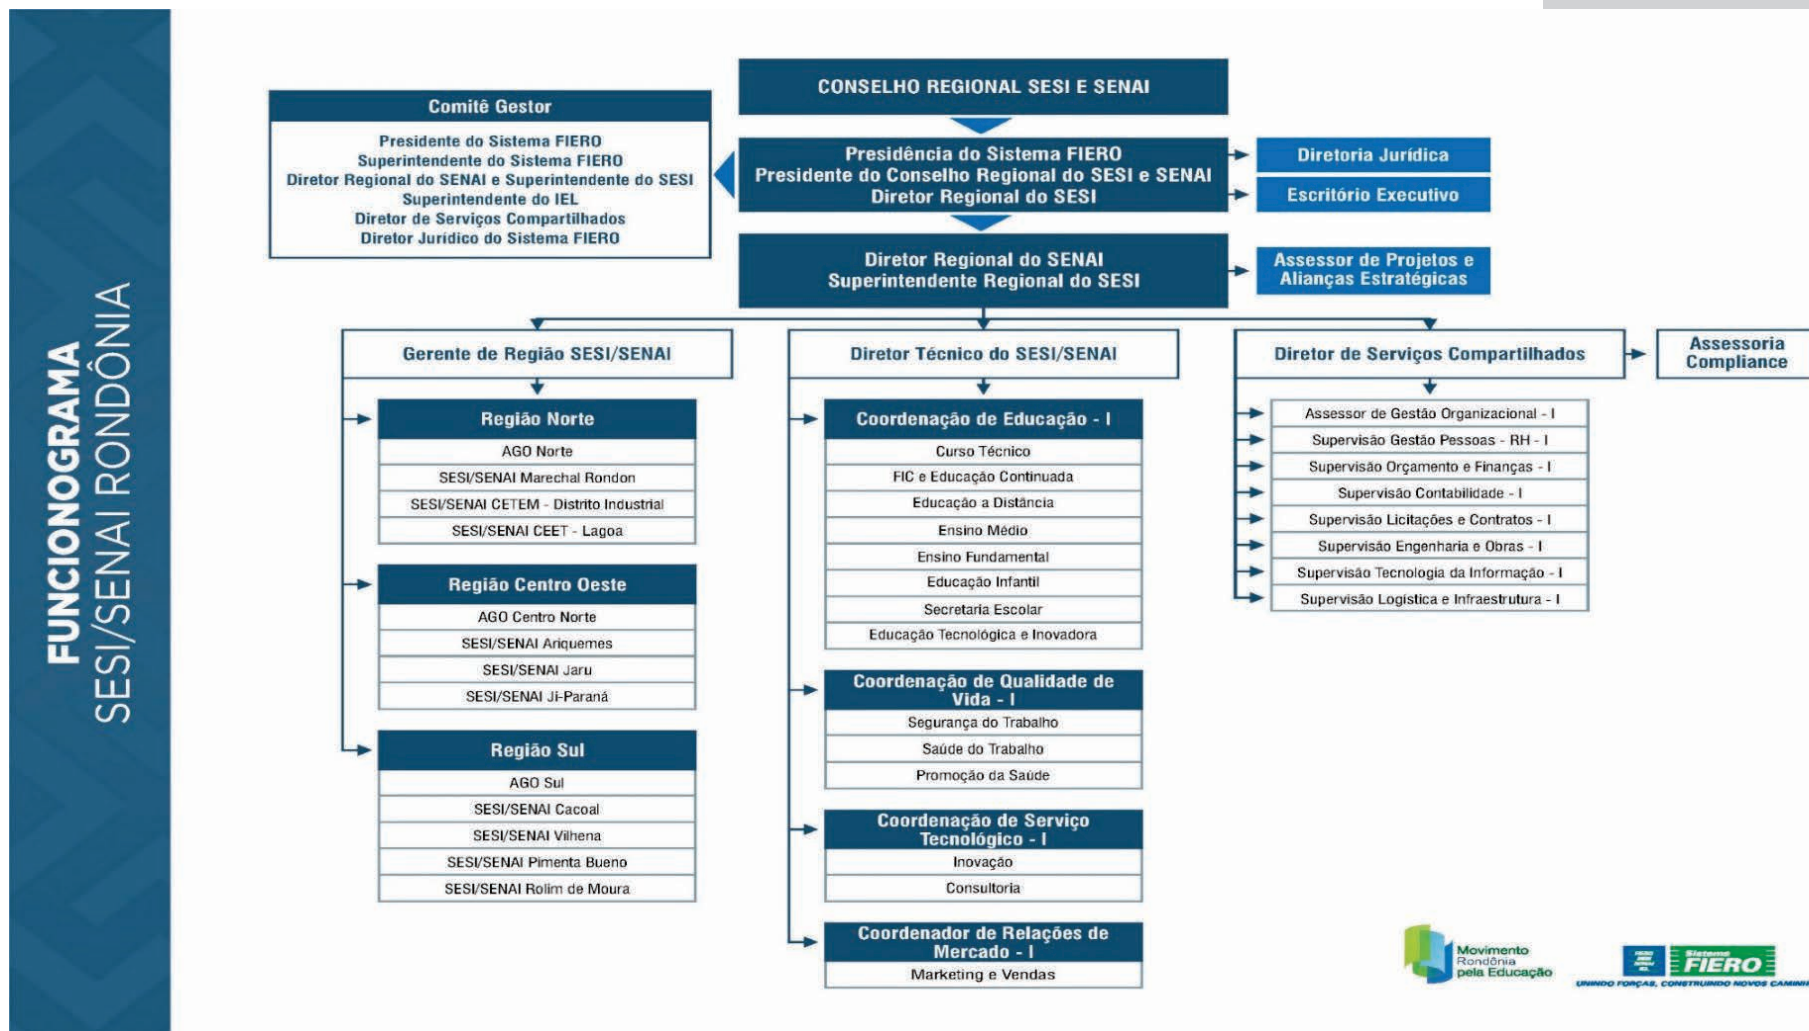 FUNCIONOGRAMA
SESI/SENAI RONDÔNIA
CONSELHO REGIONAL SESI E SENAI
Comitê Gestor
Presidente do Sistema FIERO
Superintendente do Sistema FIERO
Diretor Regional do SENAI e Superintendente do SESI
Superintendente do IEL
Diretor de Serviços Compartilhados
Diretor Jurídico do Sistema FIERO
Presidência do Sistema FIERO
Presidente do Conselho Regional do SESI e SENAI
Diretor Regional do SESI
Diretoria Jurídica
Escritório Executivo
Diretor Regional do SENAI
Superintendente Regional do SESI
Assessor de Projetos e
Alianças Estratégicas
Gerente de Região SESI/SENAI
Região Norte
AGO Norte
SESI/SENAI Marechal Rondon
SESI/SENAI CETEM - Distrito Industrial
SESI/SENAI CEET - Lagoa
Região Centro Oeste
AGO Centro Norte
SESI/SENAI Ariquemes
SESI/SENAI Jaru
SESI/SENAI Ji-Paraná
Região Sul
AGO Sul
SESI/SENAI Cacoal
SESI/SENAI Vilhena
SESI/SENAI Pimenta Bueno
SESI/SENAI Rolim de Moura
Diretor Técnico do SESI/SENAI
Coordenação de Educação - I
Curso Técnico
FIC e Educação Continuada
Educação a Distância
Ensino Médio
Ensino Fundamental
Educação Infantil
Secretaria Escolar
Educação Tecnológica e Inovadora
Coordenação de Qualidade de
Vida - I
Segurança do Trabalho
Saúde do Trabalho
Promoção da Saúde
Coordenação de Serviço
Tecnológico - I
Inovação
Consultoria
Coordenador de Relações de
Mercado - I
Marketing e Vendas
Diretor de Serviços Compartilhados
Assessoria
Compliance
Assessor de Gestão Organizacional - I
Supervisão Gestão Pessoas - RH - I
Supervisão Orçamento e Finanças - I
Supervisão Contabilidade - I
Supervisão Licitações e Contratos - I
Supervisão Engenharia e Obras - I
Supervisão Tecnologia da Informação - I
Supervisão Logística e Infraestrutura - I
Movimento
Rondônia
pela Educação
Sistema
FIERO
UNINDO FORÇAS, CONSTRUINDO NOVOS